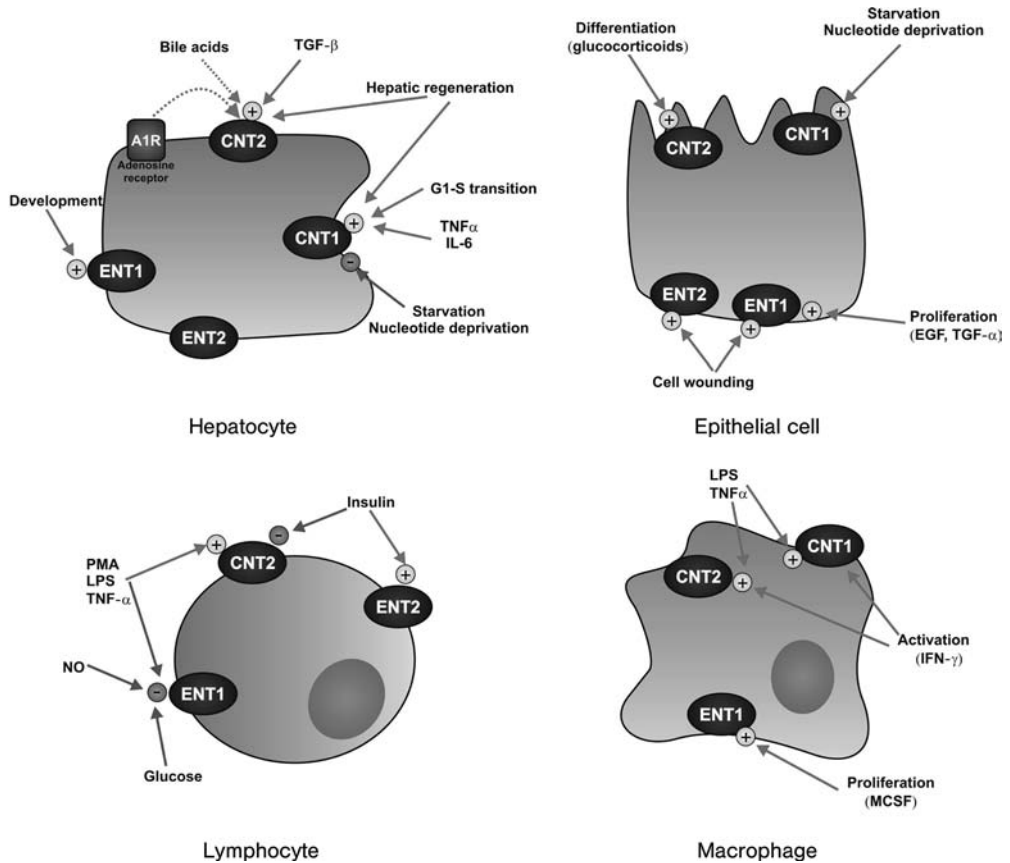 Bile acids
TGF-β
Hepatic regeneration
A1R
Adenosine
receptor
CNT2
Development
G1-S transition
CNT1
+
TNFα
IL-6
+
ENT1
-
Starvation
Nucleotide deprivation
ENT2
+
Hepatocyte
Differentiation
(glucocorticoids)
Starvation
Nucleotide deprivation
+
+
CNT2
CNT1
ENT2
ENT1
+
+
+
Proliferation
(EGF, TGF-α)
Cell wounding
Epithelial cell
Insulin
PMA
LPS
TNF-α
+
-
CNT2
+
ENT2
NO
-
ENT1
Glucose
Lymphocyte
LPS
TNFα
CNT1
+
CNT2
+
Activation
(IFN-γ)
ENT1
+
Proliferation
(MCSF)
Macrophage